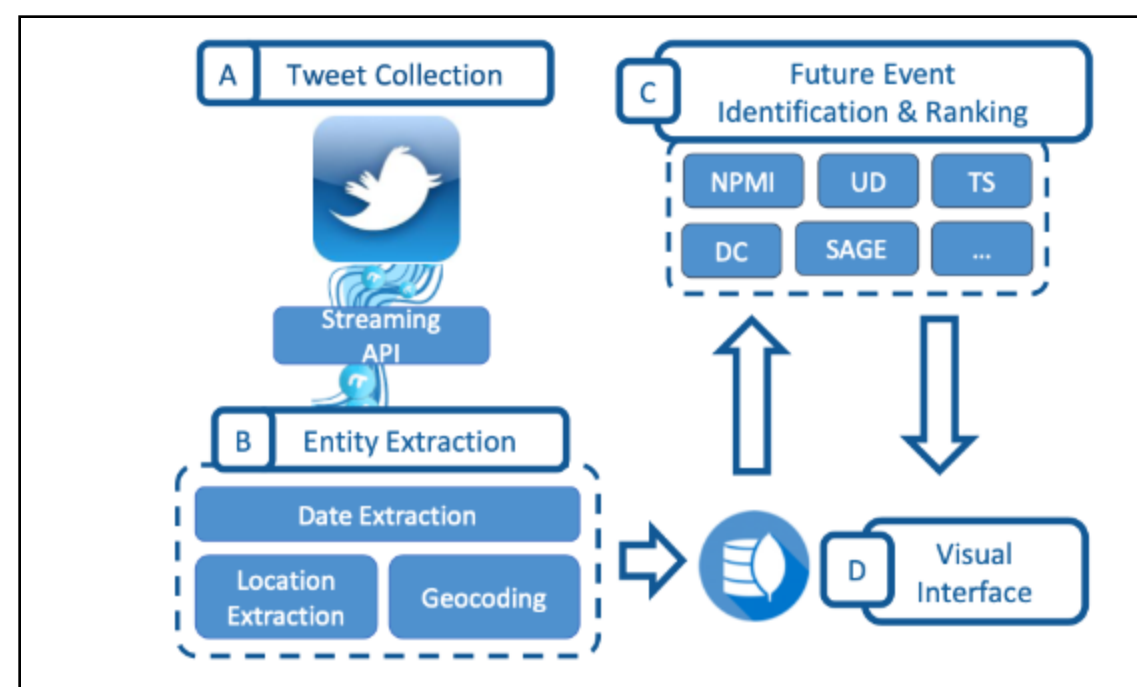 A
Tweet Collection
Streaming
API
B
Entity Extraction
Date Extraction
Location
Extraction
Geocoding
C
Future Event
Identification & Ranking
NPMI
UD
TS
DC
SAGE
...
D
Visual
Interface